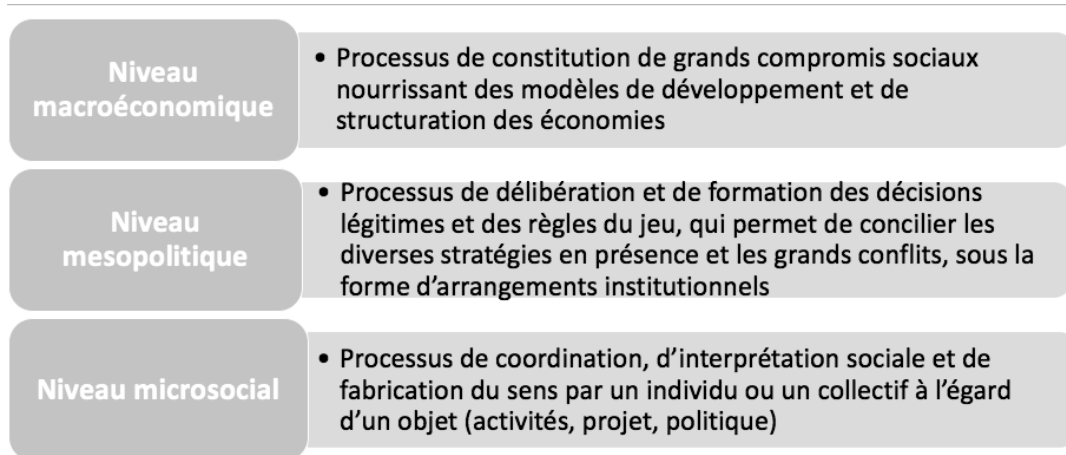 Niveau
macroéconomique
• Processus de constitution de grands compromis sociaux
nourrissant des modèles de développement et de
structuration des économies
Niveau
mesopolitique
• Processus de délibération et de formation des décisions
légitimes et des règles du jeu, qui permet de concilier les
diverses stratégies en présence et les grands conflits, sous la
forme d’arrangements institutionnels
Niveau microsocial
• Processus de coordination, d’interprétation sociale et de
fabrication du sens par un individu ou un collectif à l’égard
d’un objet (activités, projet, politique)